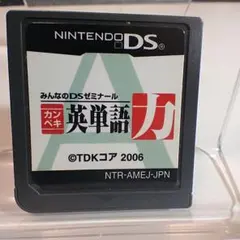 NINTENDO DS
みんなのDSゼミナール
カンペキ 英単語力
©TDKコア 2006
NTR-AMEJ-JPN